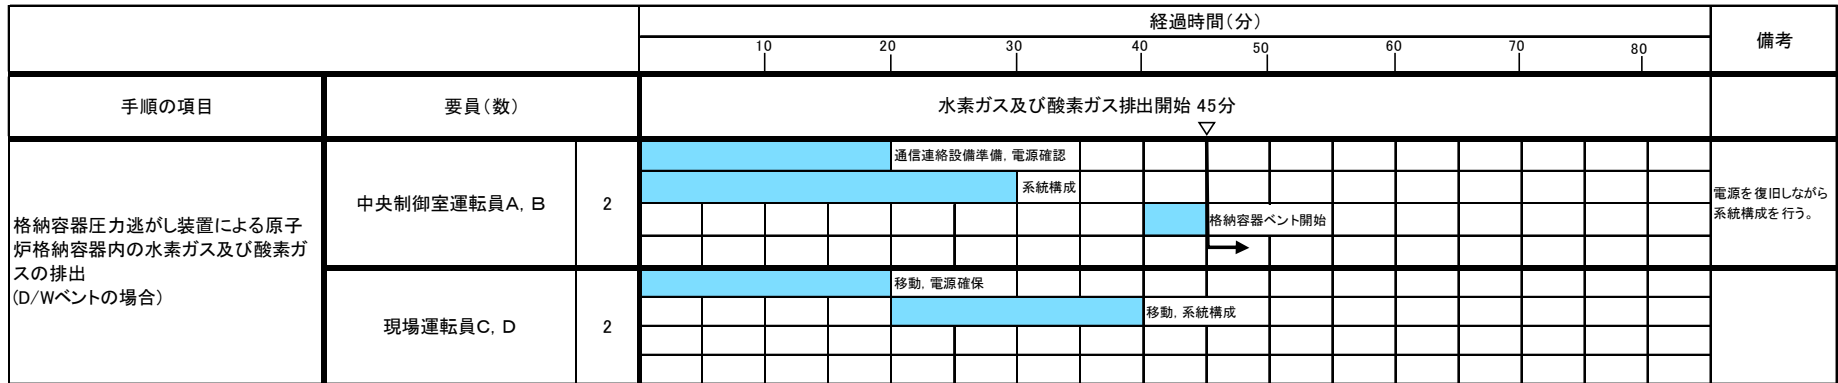 経過時間(分)
備考
10 20 30 40 50 60 70 80
手順の項目
要員(数)
水素ガス及び酸素ガス排出開始 45分
▽
格納容器圧力逃がし装置による原子
炉格納容器内の水素ガス及び酸素ガ
スの排出
(D/Wベントの場合)
中央制御室運転員A, B
2
通信連絡設備準備, 電源確認
系統構成
格納容器ベント開始
電源を復旧しながら
系統構成を行う。
現場運転員C, D
2
移動, 電源確保
移動, 系統構成